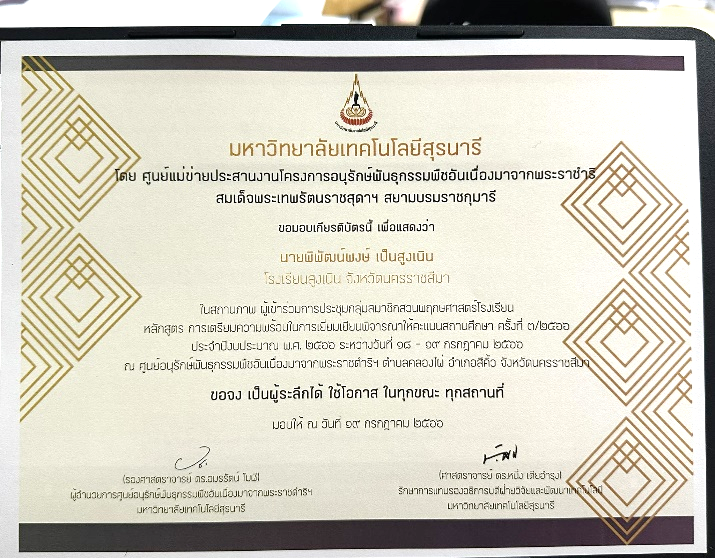 มหาวิทยาลัยเทคโนโลยีสุรนารี
โดย ศูนย์แม่ข่ายประสานงานโครงการอนุรักษ์พันธุกรรมพืชอันเนื่องมาจากพระราชดำริ
สมเด็จพระเทพรัตนราชสุดาฯ สยามบรมราชกุมารี
ขอมอบเกียรติบัตรนี้ เพื่อแสดงว่า
นายพิพัฒน์พงษ์ เป็นสูงเนิน
โรงเรียนสูงเนิน จังหวัดนครราชสีมา
ในสถานภาพ ผู้เข้าร่วมการประชุมกลุ่มสมาชิกสวนพฤกษศาสตร์โรงเรียน
หลักสูตร การเตรียมความพร้อมในการเยี่ยมเยียนพิจารณาให้คะแนนสถานศึกษา ครั้งที่ ๓/๒๕๖๖
ประจำปีงบประมาณ พ.ศ. ๒๕๖๖ ระหว่างวันที่ ๑๘ - ๑๙ กรกฎาคม ๒๕๖๖
ณ ศูนย์อนุรักษ์พันธุกรรมพืชอันเนื่องมาจากพระราชดำริฯ ตำบลคลองไผ่ อำเภอสีคิ้ว จังหวัดนครราชสีมา
ขอจง เป็นผู้ระลึกได้ ใช้โอกาส ในทุกขณะ ทุกสถานที่
มอบให้ ณ วันที่ ๑๙ กรกฎาคม ๒๕๖๖
(รองศาสตราจารย์ ดร.อมรรัตน์ โมฬี)
ผู้อำนวยการศูนย์อนุรักษ์พันธุกรรมพืชอันเนื่องมาจากพระราชดำริฯ
มหาวิทยาลัยเทคโนโลยีสุรนารี
(ศาสตราจารย์ ดร.หนึ่ง เตียอำรุง)
รักษาการแทนรองอธิการบดีฝ่ายวิจัยและพัฒนาเทคโนโลยี
มหาวิทยาลัยเทคโนโลยีสุรนารี